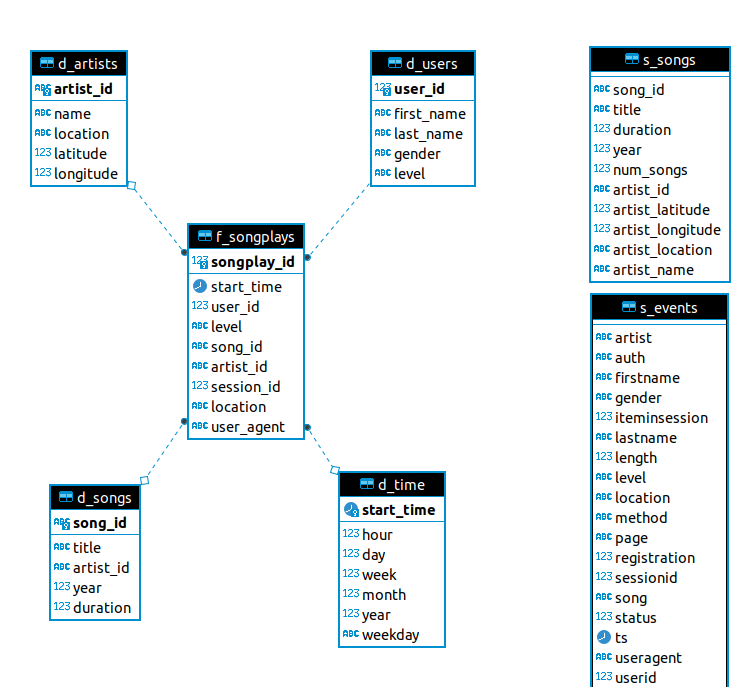 d_artists
ABC artist_id
ABC name
ABC location
123 latitude
123 longitude
d_users
123 user_id
ABC first_name
ABC last_name
ABC gender
ABC level
s_songs
ABC song_id
ABC title
123 duration
123 year
123 num_songs
ABC artist_id
123 artist_latitude
123 artist_longitude
ABC artist_location
ABC artist_name
f_songplays
123 songplay_id
start_time
123 user_id
ABC level
ABC song_id
ABC artist_id
123 session_id
ABC location
ABC user_agent
s_events
ABC artist
ABC auth
ABC firstname
ABC gender
123 iteminsession
ABC lastname
123 length
ABC level
ABC location
ABC method
ABC page
123 registration
123 sessionid
ABC song
123 status
ts
ABC useragent
123 userid
d_songs
ABC song_id
ABC title
ABC artist_id
123 year
123 duration
d_time
start_time
123 hour
123 day
123 week
123 month
123 year
ABC weekday